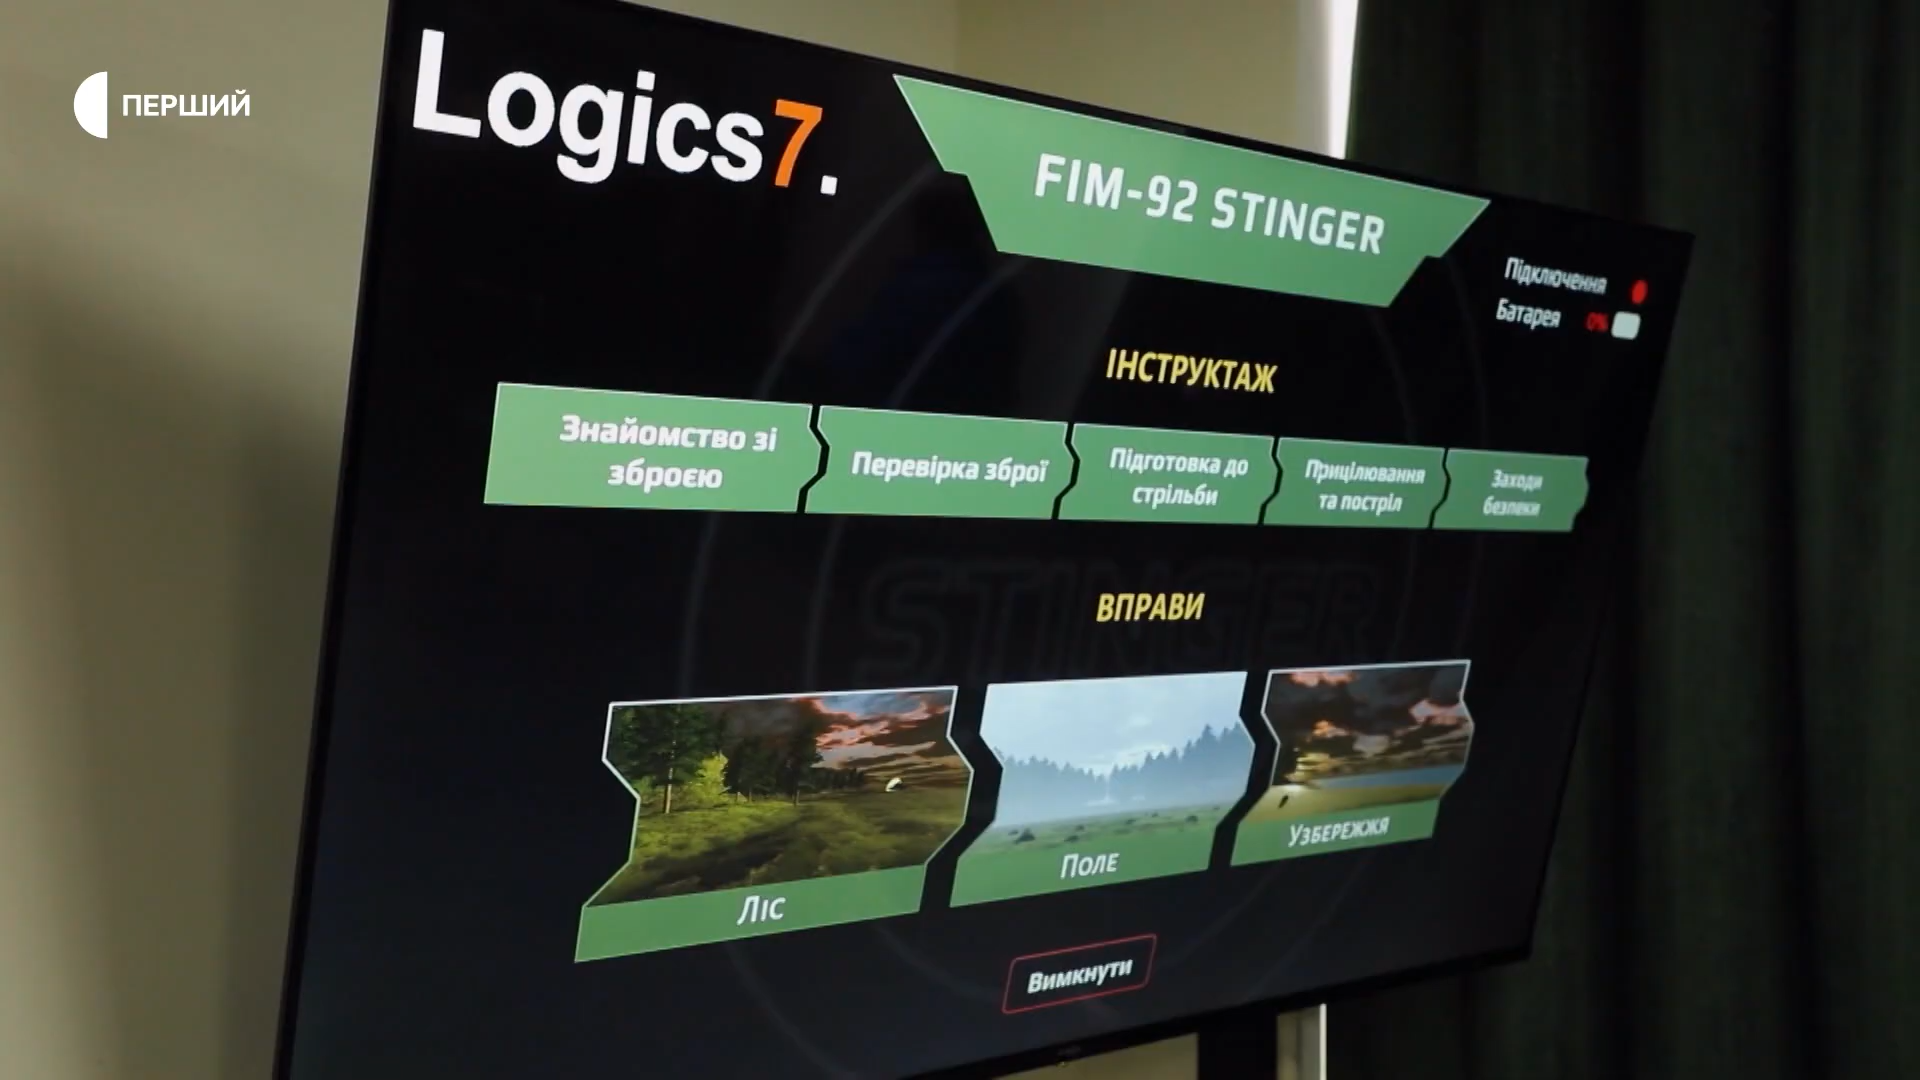 ПЕРШИЙ
Logics7.
FIM-92 STINGER
Підключення
Батарея 0%
ІНСТРУКТАЖ
Знайомство зі
зброєю
Перевірка зброї
Підготовка до
стрільби
Прицілювання
та постріл
Заходи
безпеки
STINGER
ВПРАВИ
Ліс
Поле
Узбережжя
Вимкнути